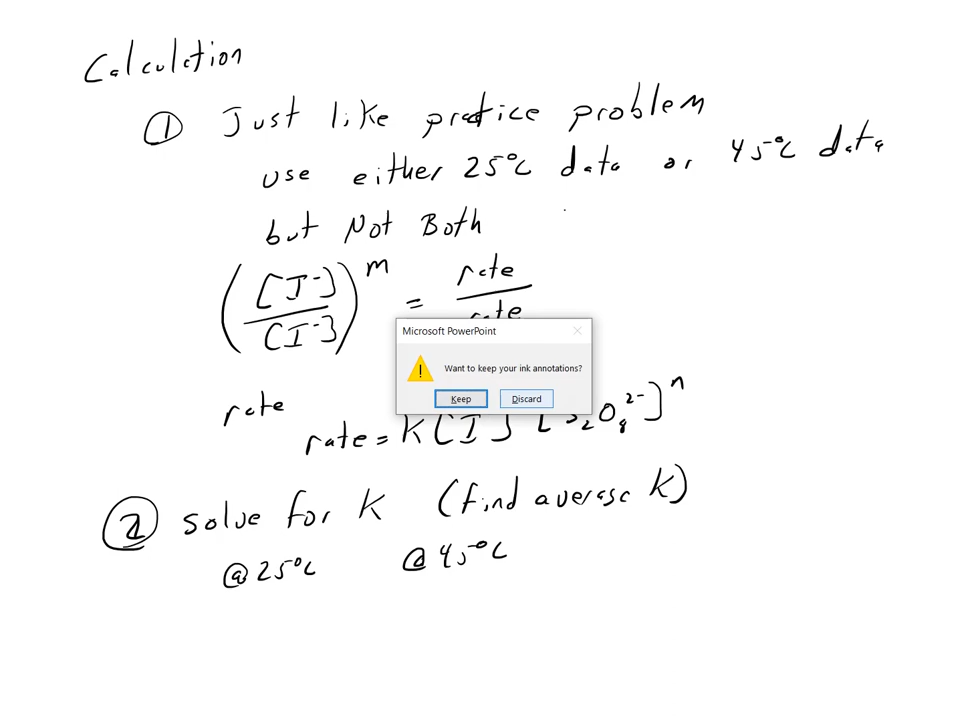 Calculation
① Just like practice problem
use either 25°C data or 45°C data
but Not Both
([I⁻]/[I⁻])ᵐ = rate/rate
Microsoft PowerPoint
Want to keep your ink annotations?
Keep Discard
rate
rate = K[I] [S₂O₈²⁻]ⁿ
② solve for K (find average K)
@25°C @45°C